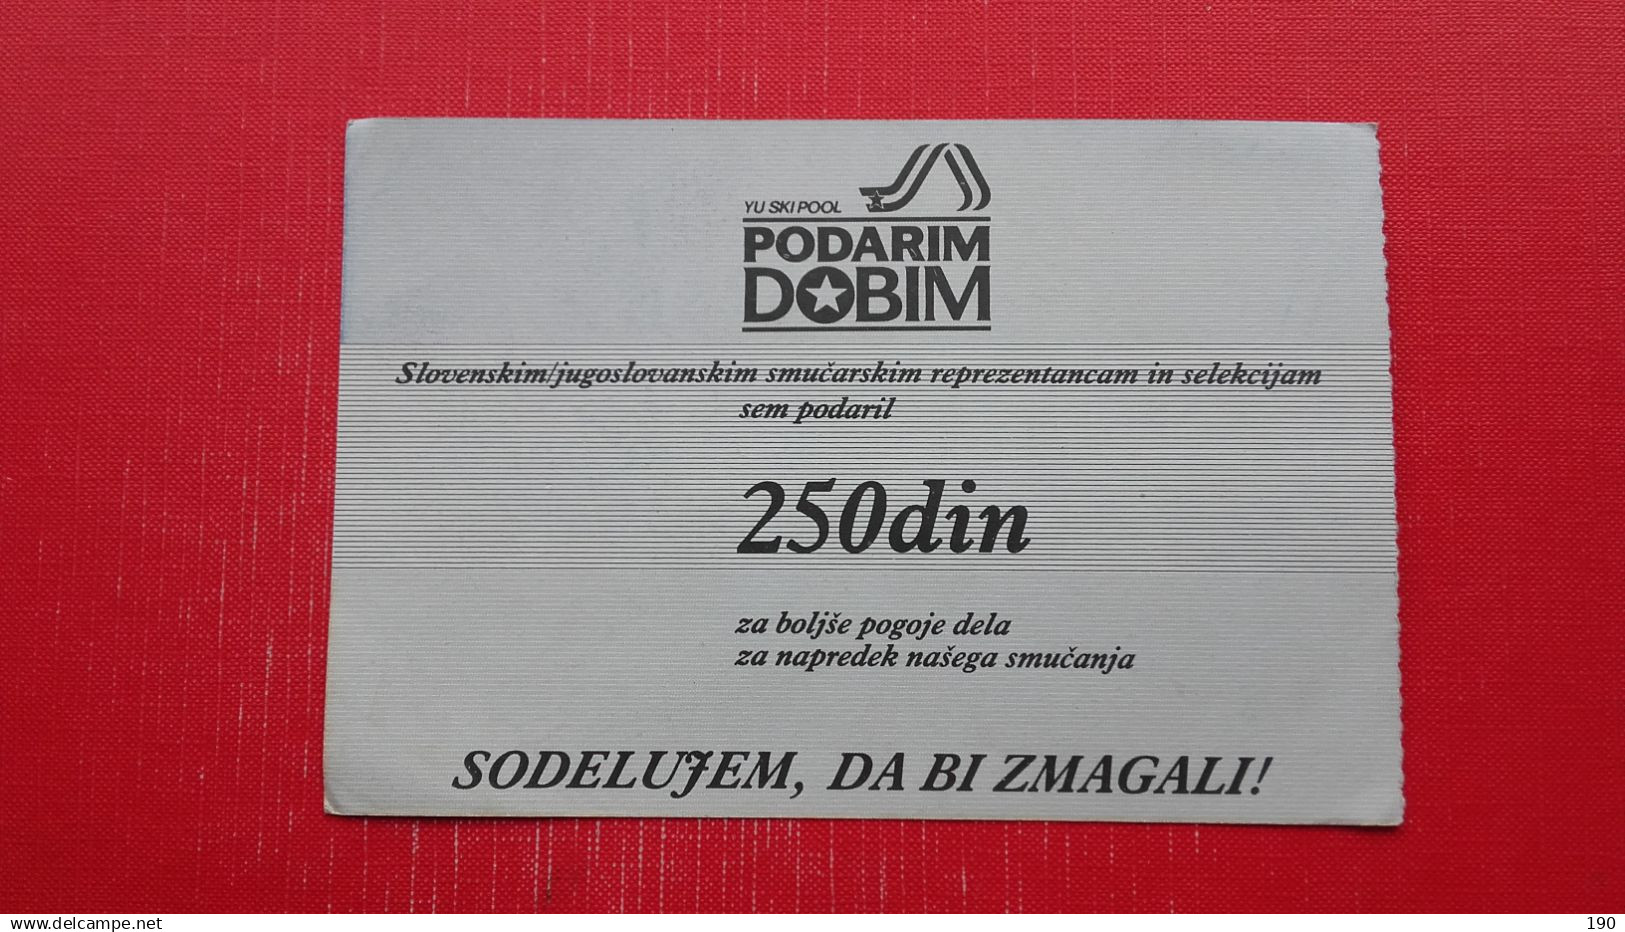 YU SKI POOL
PODARIM
DOBIM
Slovenskim/jugoslovanskim smučarskim reprezentancam in selekcijam
sem podaril
250din
za boljše pogoje dela
za napredek našega smučanja
SODELUJEM, DA BI ZMAGALI!
www.delcampe.net
190